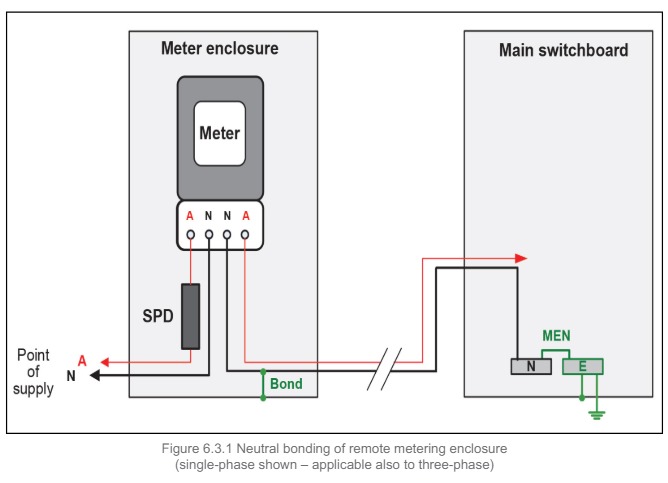 Meter enclosure
Main switchboard
Meter
A N N A
SPD
Point
of
supply
A
N
Bond
MEN
N
E
Figure 6.3.1 Neutral bonding of remote metering enclosure
(single-phase shown – applicable also to three-phase)